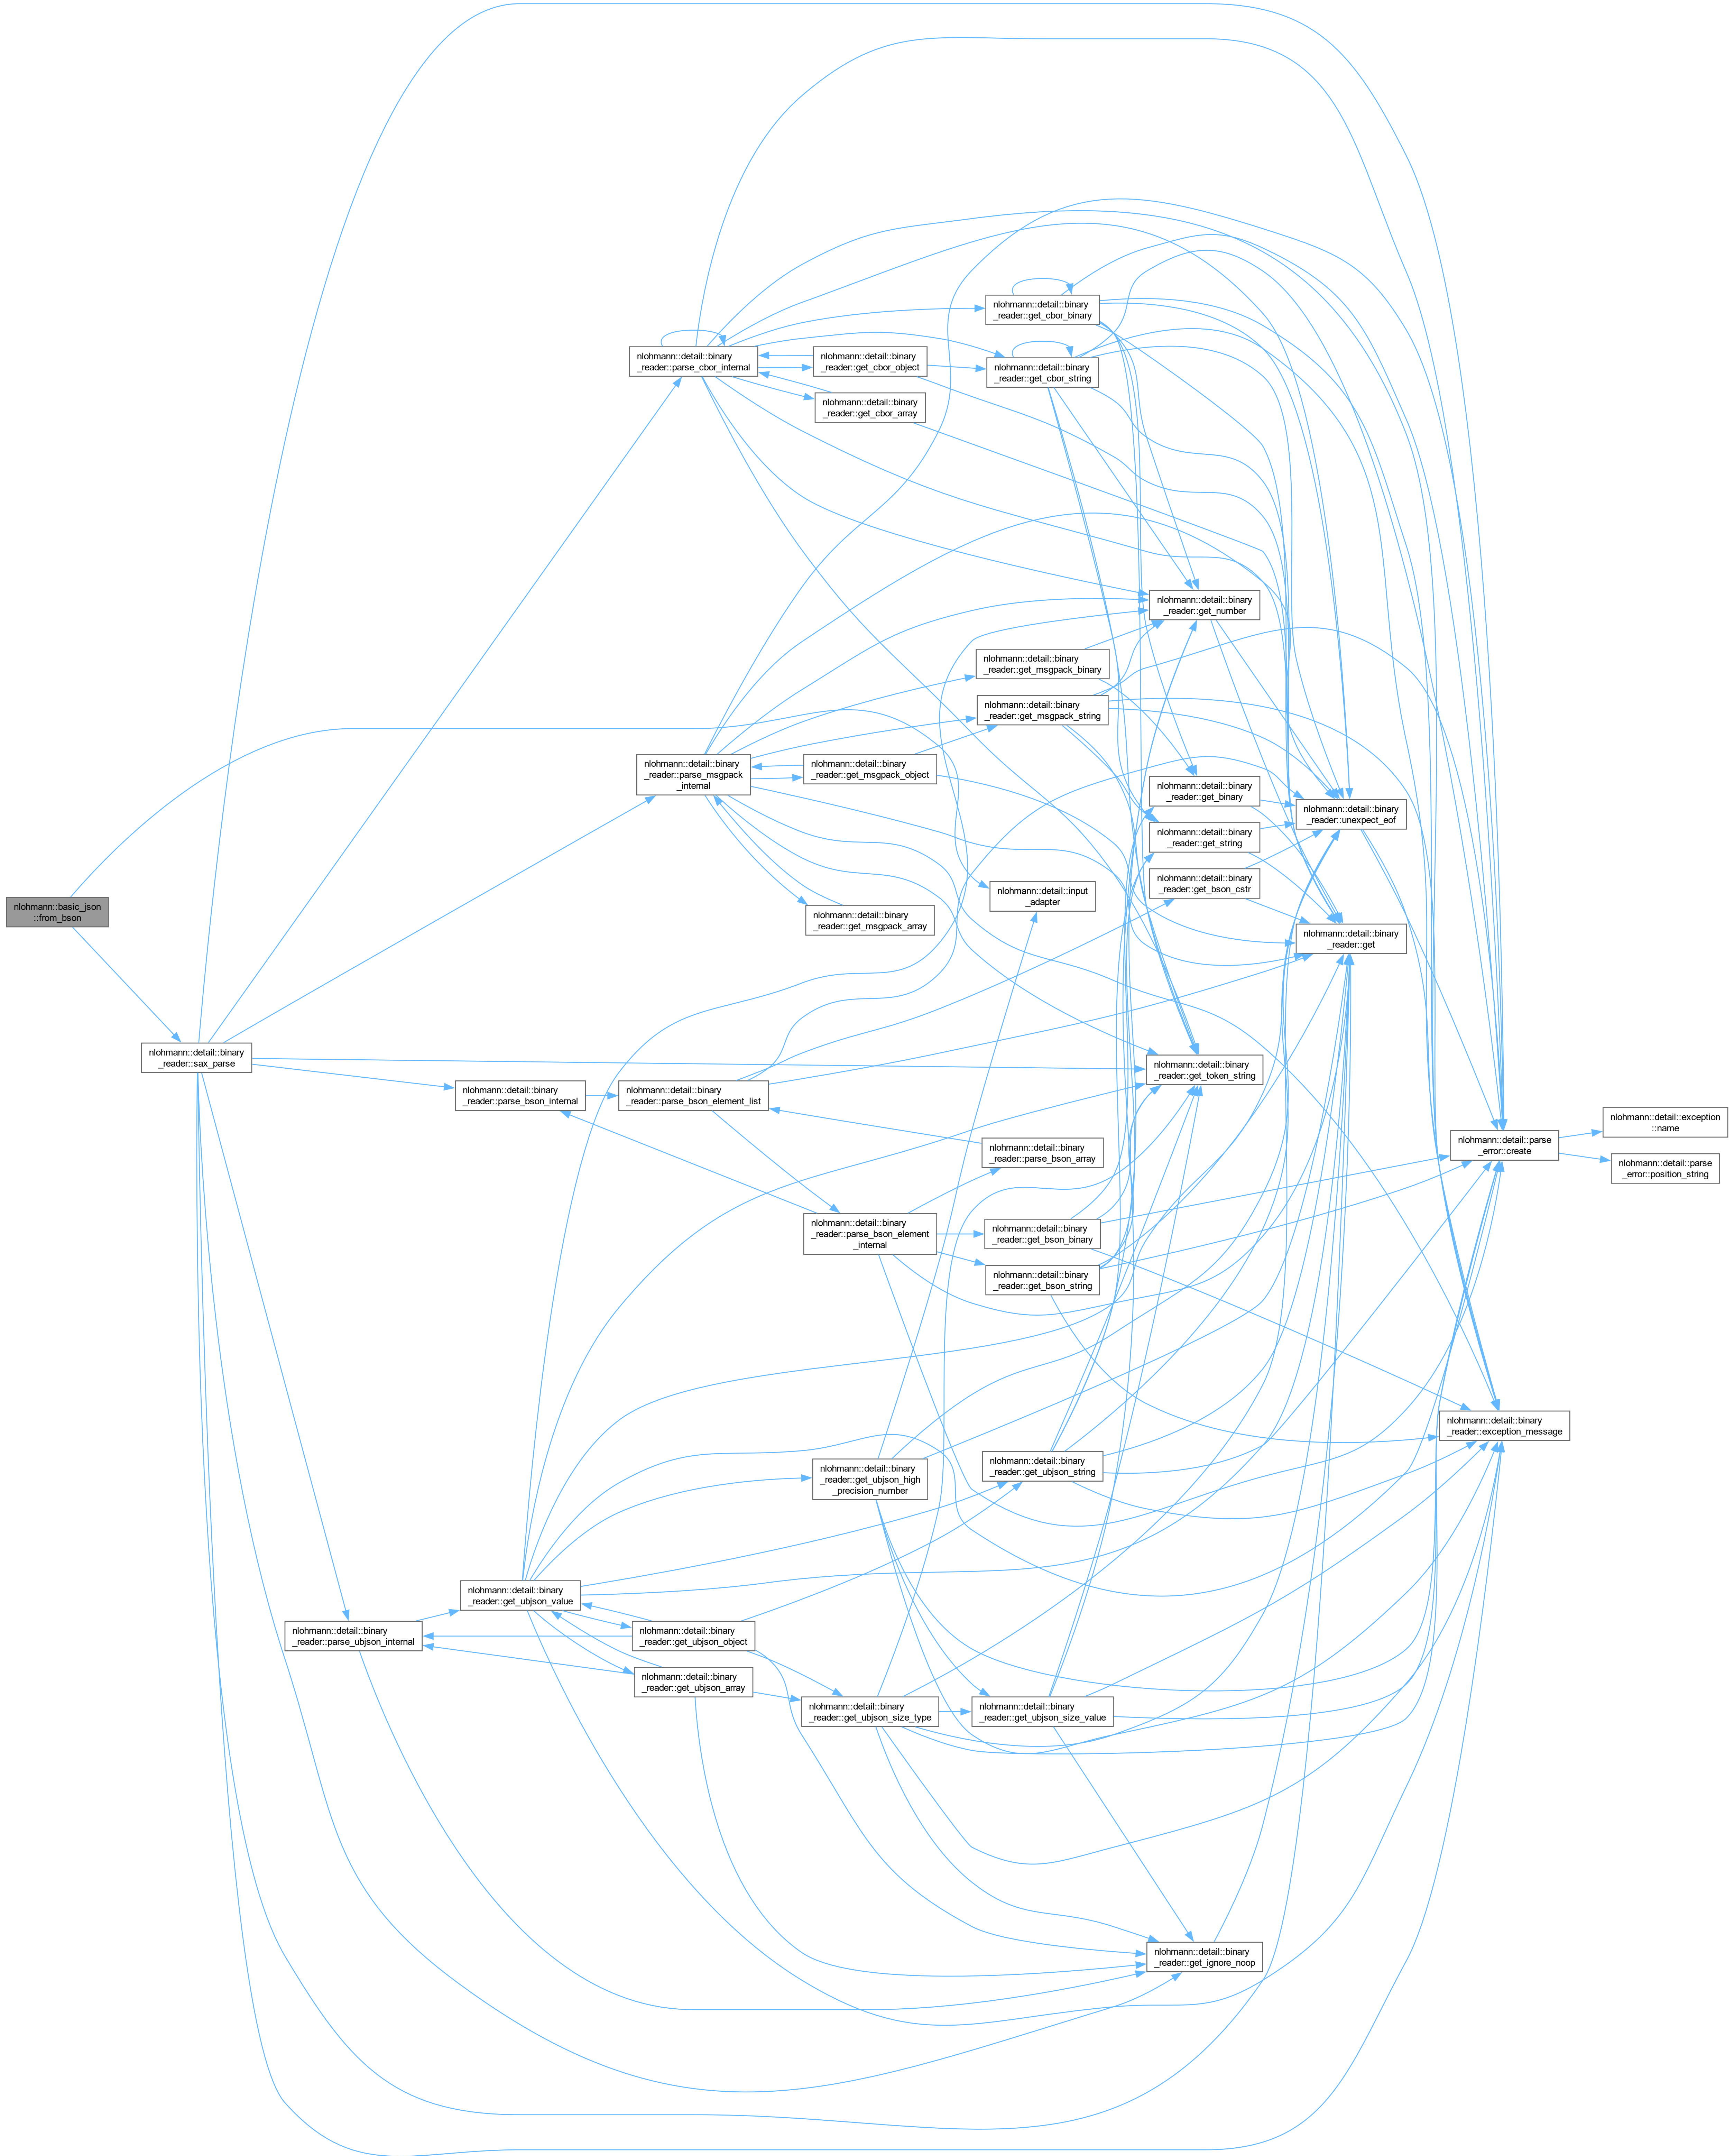 nlohmann::detail::binary
_reader::get_cbor_binary
nlohmann::detail::binary
_reader::parse_cbor_internal
nlohmann::detail::binary
_reader::get_cbor_object
nlohmann::detail::binary
_reader::get_cbor_string
nlohmann::detail::binary
_reader::get_cbor_array
nlohmann::detail::binary
_reader::get_number
nlohmann::detail::binary
_reader::get_msgpack_binary
nlohmann::detail::binary
_reader::get_msgpack_string
nlohmann::detail::binary
_reader::parse_msgpack
_internal
nlohmann::detail::binary
_reader::get_msgpack_object
nlohmann::detail::binary
_reader::get_binary
nlohmann::detail::binary
_reader::unexpect_eof
nlohmann::detail::binary
_reader::get_string
nlohmann::detail::binary
_reader::get_bson_cstr
nlohmann::detail::input
_adapter
nlohmann::basic_json
::from_bson
nlohmann::detail::binary
_reader::get_msgpack_array
nlohmann::detail::binary
_reader::get
nlohmann::detail::binary
_reader::sax_parse
nlohmann::detail::binary
_reader::get_token_string
nlohmann::detail::binary
_reader::parse_bson_internal
nlohmann::detail::binary
_reader::parse_bson_element_list
nlohmann::detail::exception
::name
nlohmann::detail::parse
_error::create
nlohmann::detail::binary
_reader::parse_bson_array
nlohmann::detail::parse
_error::position_string
nlohmann::detail::binary
_reader::parse_bson_element
_internal
nlohmann::detail::binary
_reader::get_bson_binary
nlohmann::detail::binary
_reader::get_bson_string
nlohmann::detail::binary
_reader::exception_message
nlohmann::detail::binary
_reader::get_ubjson_string
nlohmann::detail::binary
_reader::get_ubjson_high
_precision_number
nlohmann::detail::binary
_reader::get_ubjson_value
nlohmann::detail::binary
_reader::parse_ubjson_internal
nlohmann::detail::binary
_reader::get_ubjson_object
nlohmann::detail::binary
_reader::get_ubjson_array
nlohmann::detail::binary
_reader::get_ubjson_size_type
nlohmann::detail::binary
_reader::get_ubjson_size_value
nlohmann::detail::binary
_reader::get_ignore_noop